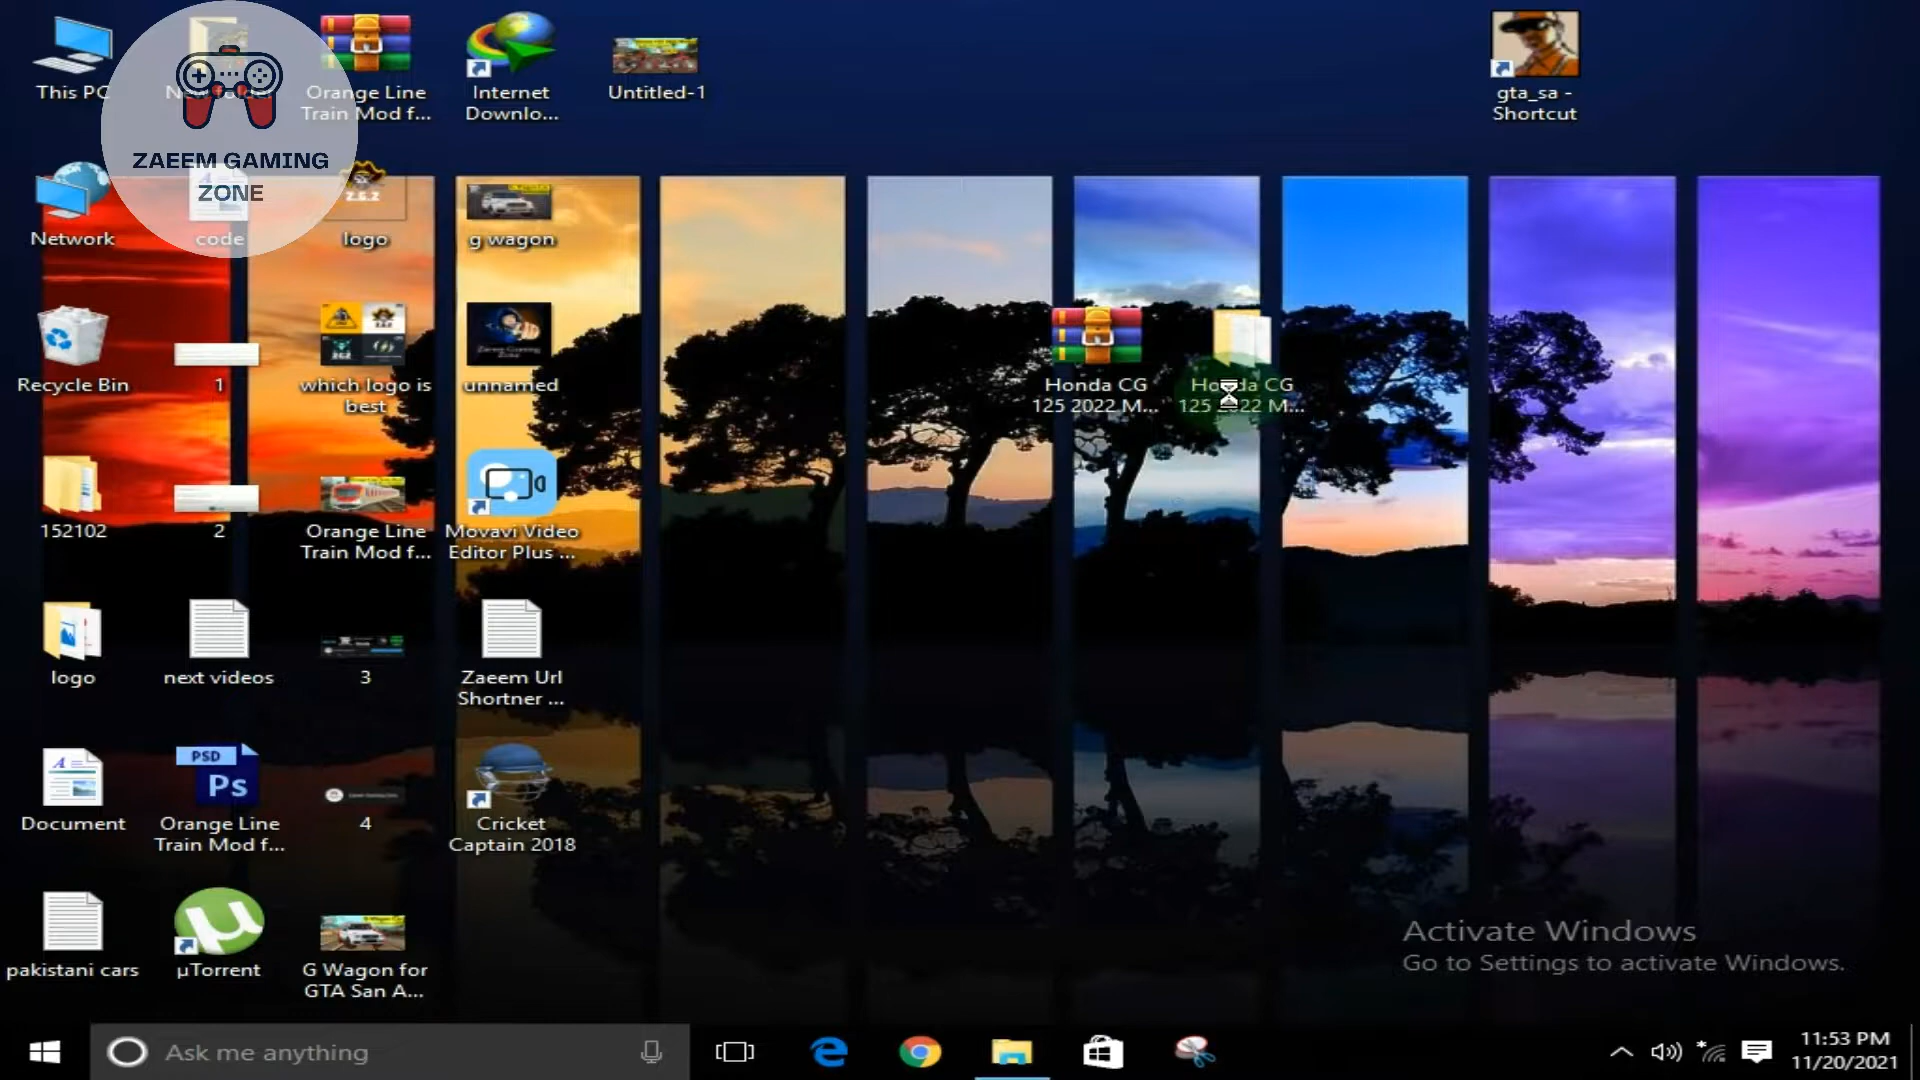 This PC
New folder
Orange Line
Train Mod f...
Internet
Downlo...
Untitled-1
gta_sa -
Shortcut
ZAEEM GAMING
ZONE
Network
code
Z.G.Z
logo
g wagon
Recycle Bin
1
which logo is
best
unnamed
Honda CG
125 2022 M...
Honda CG
125 2022 M...
152102
2
Orange Line
Train Mod f...
Movavi Video
Editor Plus ...
logo
next videos
3
Zaeem Url
Shortner ...
PSD
Ps
Document
Orange Line
Train Mod f...
4
Cricket
Captain 2018
pakistani cars
µTorrent
G Wagon for
GTA San A...
Activate Windows
Go to Settings to activate Windows.
Ask me anything
11:53 PM
11/20/2021